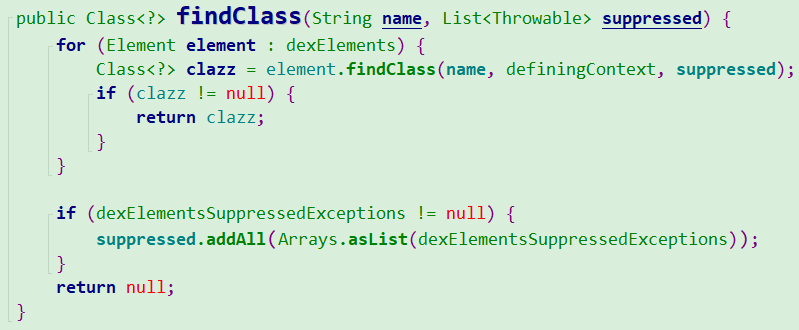 public Class<?> findClass(String name, List<Throwable> suppressed) {
    for (Element element : dexElements) {
        Class<?> clazz = element.findClass(name, definingContext, suppressed);
        if (clazz != null) {
            return clazz;
        }
    }

    if (dexElementsSuppressedExceptions != null) {
        suppressed.addAll(Arrays.asList(dexElementsSuppressedExceptions));
    }
    return null;
}